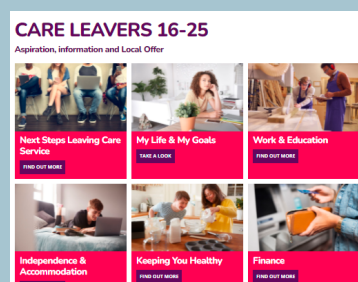 CARE LEAVERS 16-25
Aspiration, information and Local Offer
Next Steps Leaving Care
Service
FIND OUT MORE
My Life & My Goals
TAKE A LOOK
Work & Education
FIND OUT MORE
Independence &
Accommodation
Keeping You Healthy
FIND OUT MORE
Finance
FIND OUT MORE